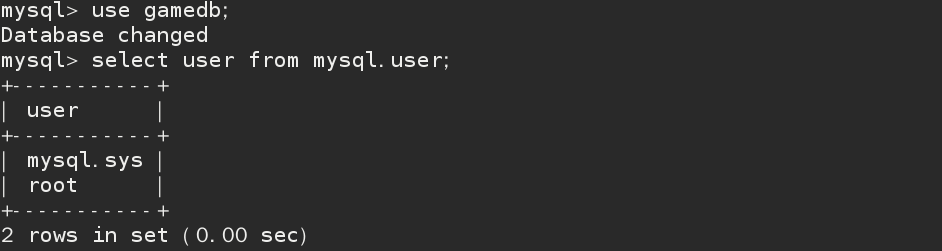 mysql> use gamedb;
Database changed
mysql> select user from mysql.user;
+-----------+
| user      |
+-----------+
| mysql.sys |
| root      |
+-----------+
2 rows in set (0.00 sec)